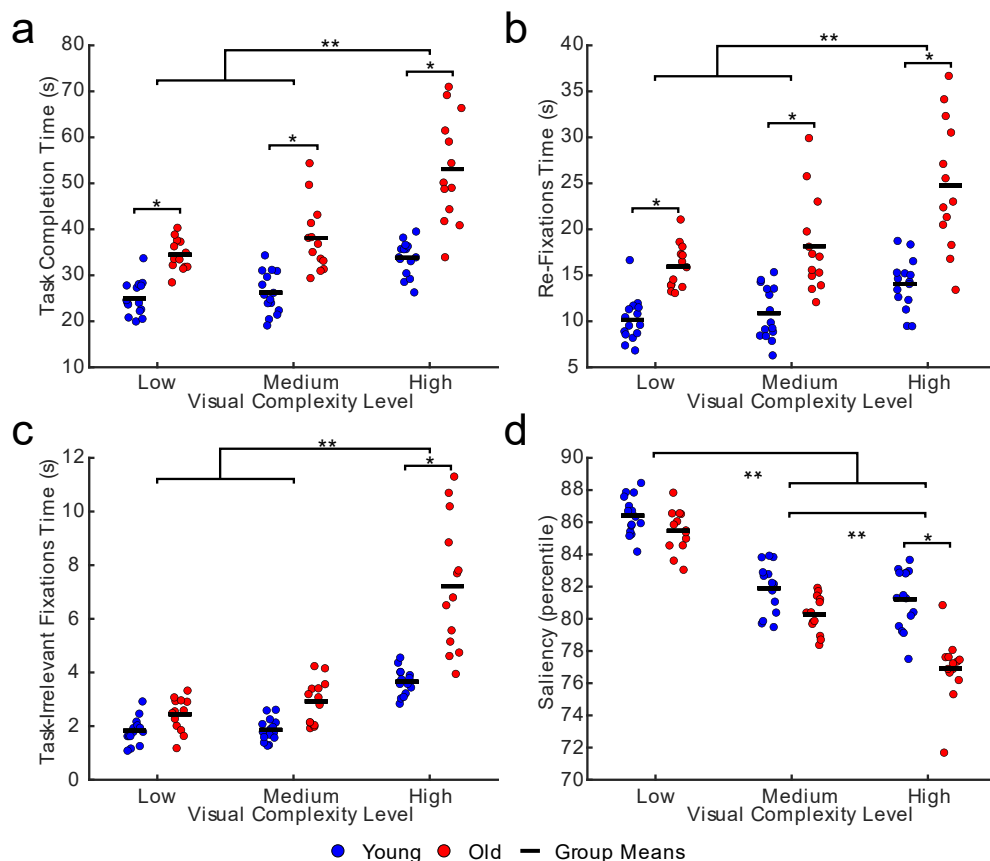 a
b
Task Completion Time (s)
80
70
60
50
40
30
20
10
**
*
*
*
Low
Medium
High
Visual Complexity Level
Re-Fixations Time (s)
40
35
30
25
20
15
10
5
**
*
*
*
Low
Medium
High
Visual Complexity Level
c
d
Task-Irrelevant Fixations Time (s)
12
10
8
6
4
2
0
**
*
Low
Medium
High
Visual Complexity Level
Saliency (percentile)
90
88
86
84
82
80
78
76
74
72
70
**
**
*
Low
Medium
High
Visual Complexity Level
Young
Old
Group Means